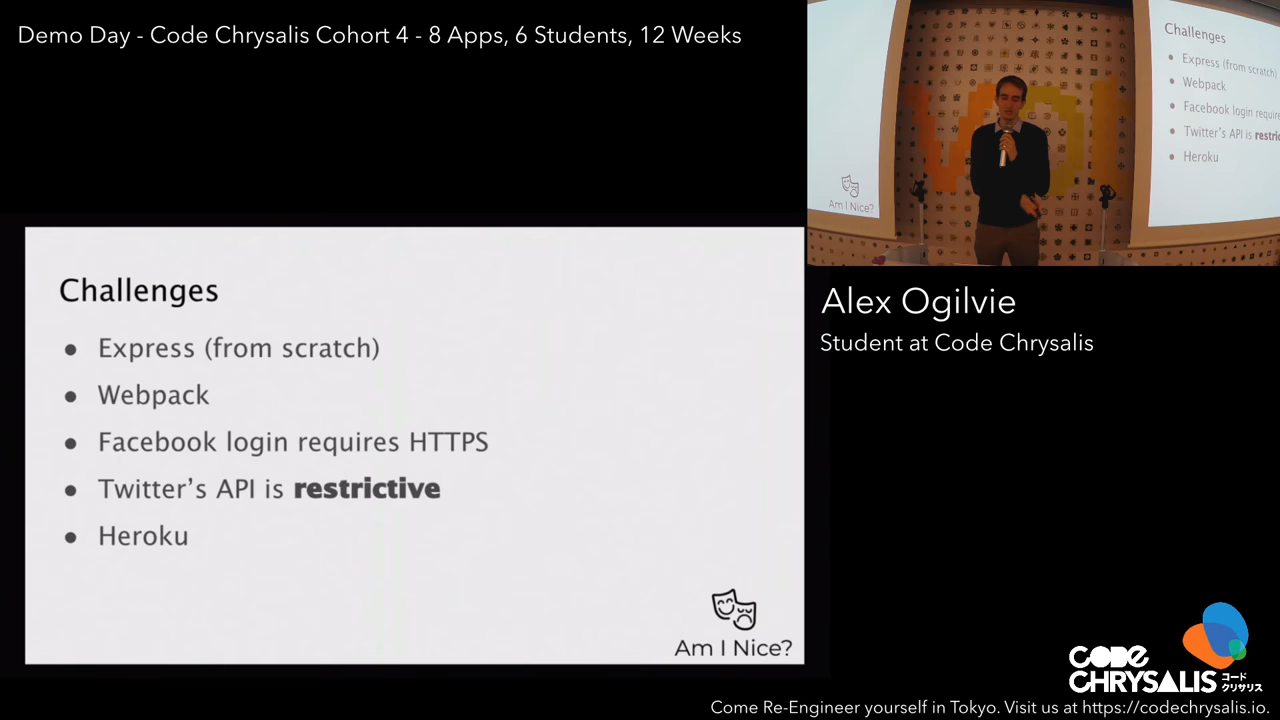 Demo Day - Code Chrysalis Cohort 4 - 8 Apps, 6 Students, 12 Weeks
Challenges
● Express (from scratch)
● Webpack
● Facebook login require
● Twitter's API is restric
● Heroku
Am I Nice?
Challenges
● Express (from scratch)
● Webpack
● Facebook login requires HTTPS
● Twitter's API is restrictive
● Heroku
Am I Nice?
Alex Ogilvie
Student at Code Chrysalis
CODE
CHRYSALIS
コード
クリサリス
Come Re-Engineer yourself in Tokyo. Visit us at https://codechrysalis.io.